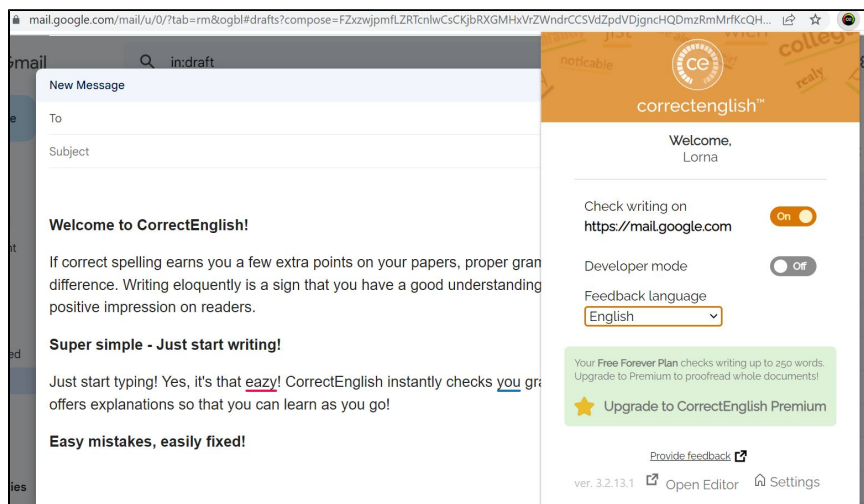 mail.google.com/mail/u/0/?tab=rm&ogbl#drafts?compose=FZxzwjpmfLZRTcnlwCsCKjbRXGMHxVrZWndrCCSVdZpdVDjgncHQDmzRmMrfKcQH...
in:draft
New Message
To
Subject
Welcome to CorrectEnglish!
If correct spelling earns you a few extra points on your papers, proper gram
difference. Writing eloquently is a sign that you have a good understanding
positive impression on readers.
Super simple - Just start writing!
Just start typing! Yes, it's that eazy! CorrectEnglish instantly checks you gra
offers explanations so that you can learn as you go!
Easy mistakes, easily fixed!
noticable
college
realy
ce
correctenglish™
Welcome,
Lorna
Check writing on
https://mail.google.com
On
Developer mode
Off
Feedback language
English
Your Free Forever Plan checks writing up to 250 words.
Upgrade to Premium to proofread whole documents!
Upgrade to CorrectEnglish Premium
Provide feedback
ver. 3.2.13.1
Open Editor
Settings